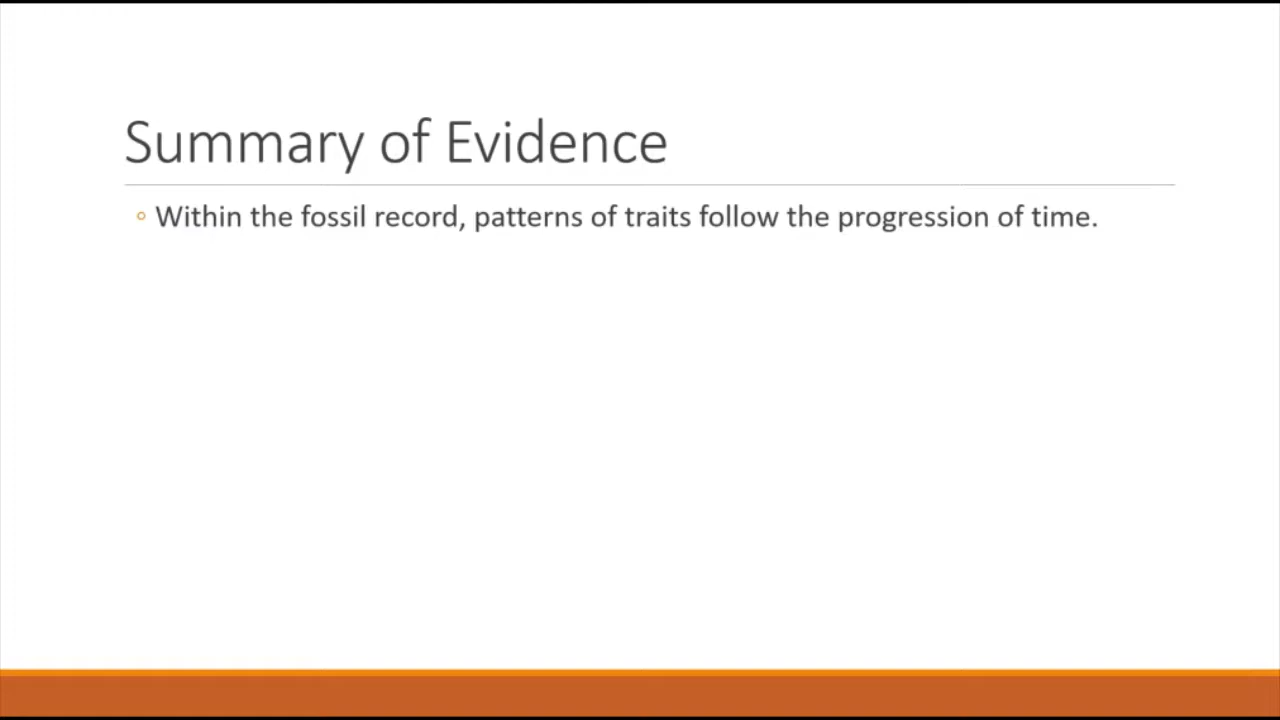 Summary of Evidence
◦ Within the fossil record, patterns of traits follow the progression of time.